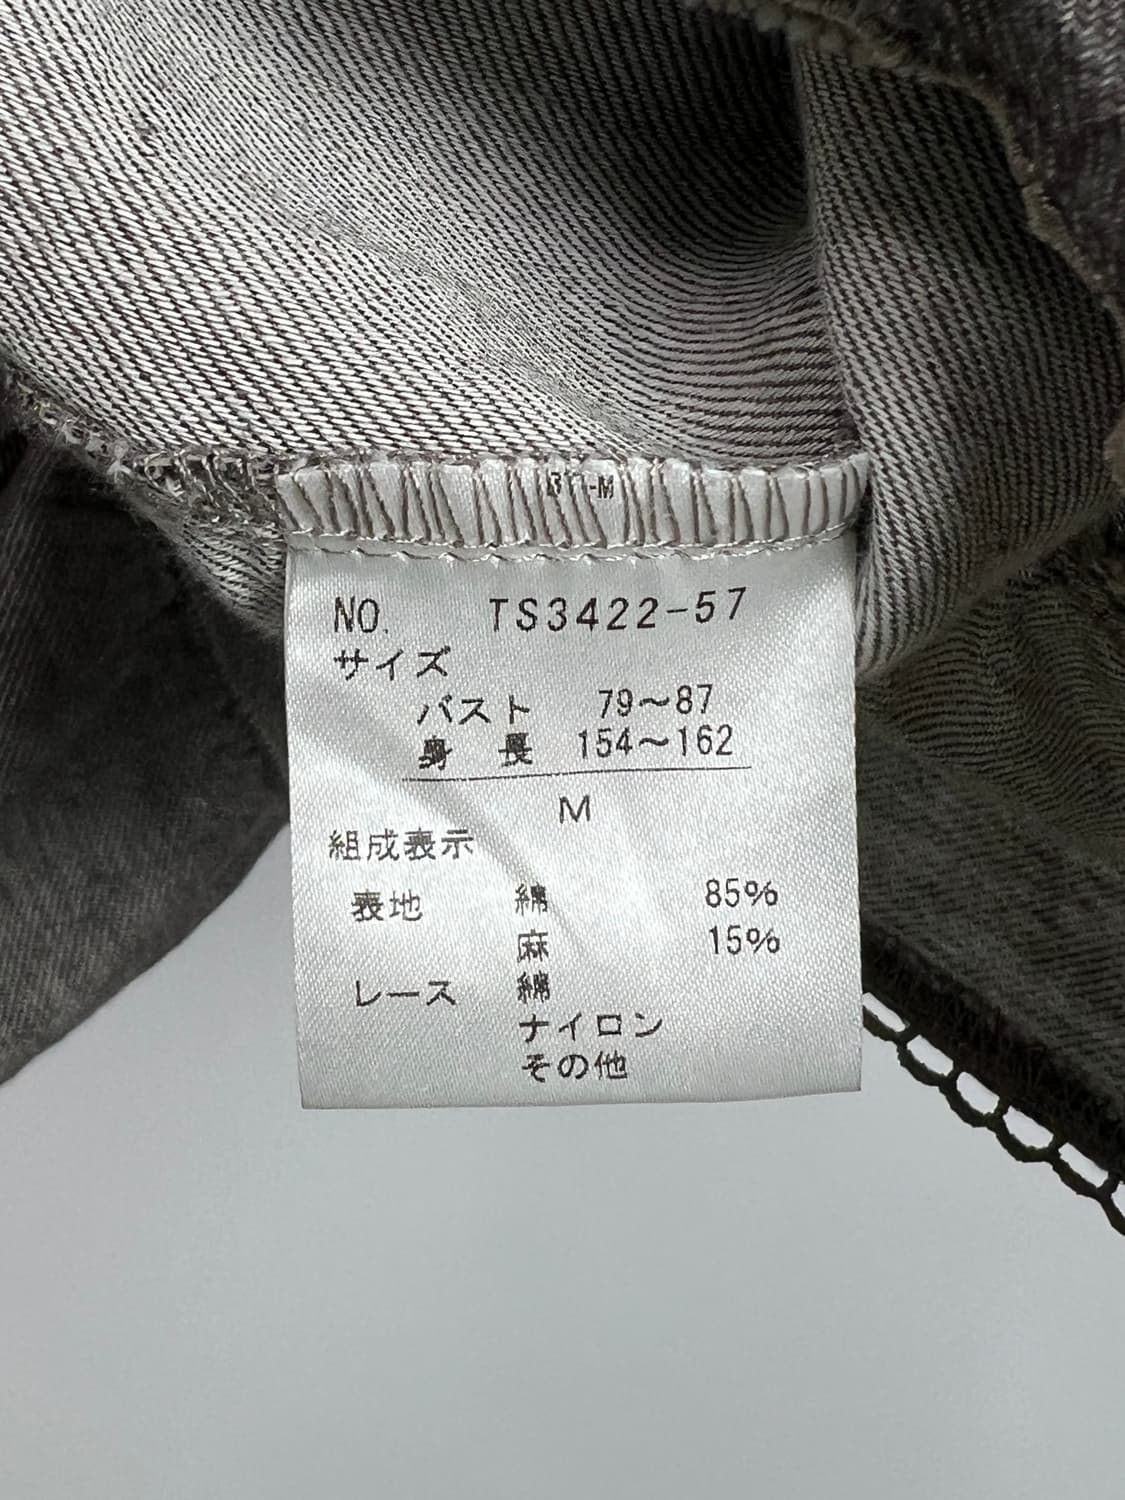 NO. TS3422-57
サイズ
バスト 79～87
身 長 154～162
M
組成表示
表地 綿 85%
麻 15%
レース 綿
ナイロン
その他